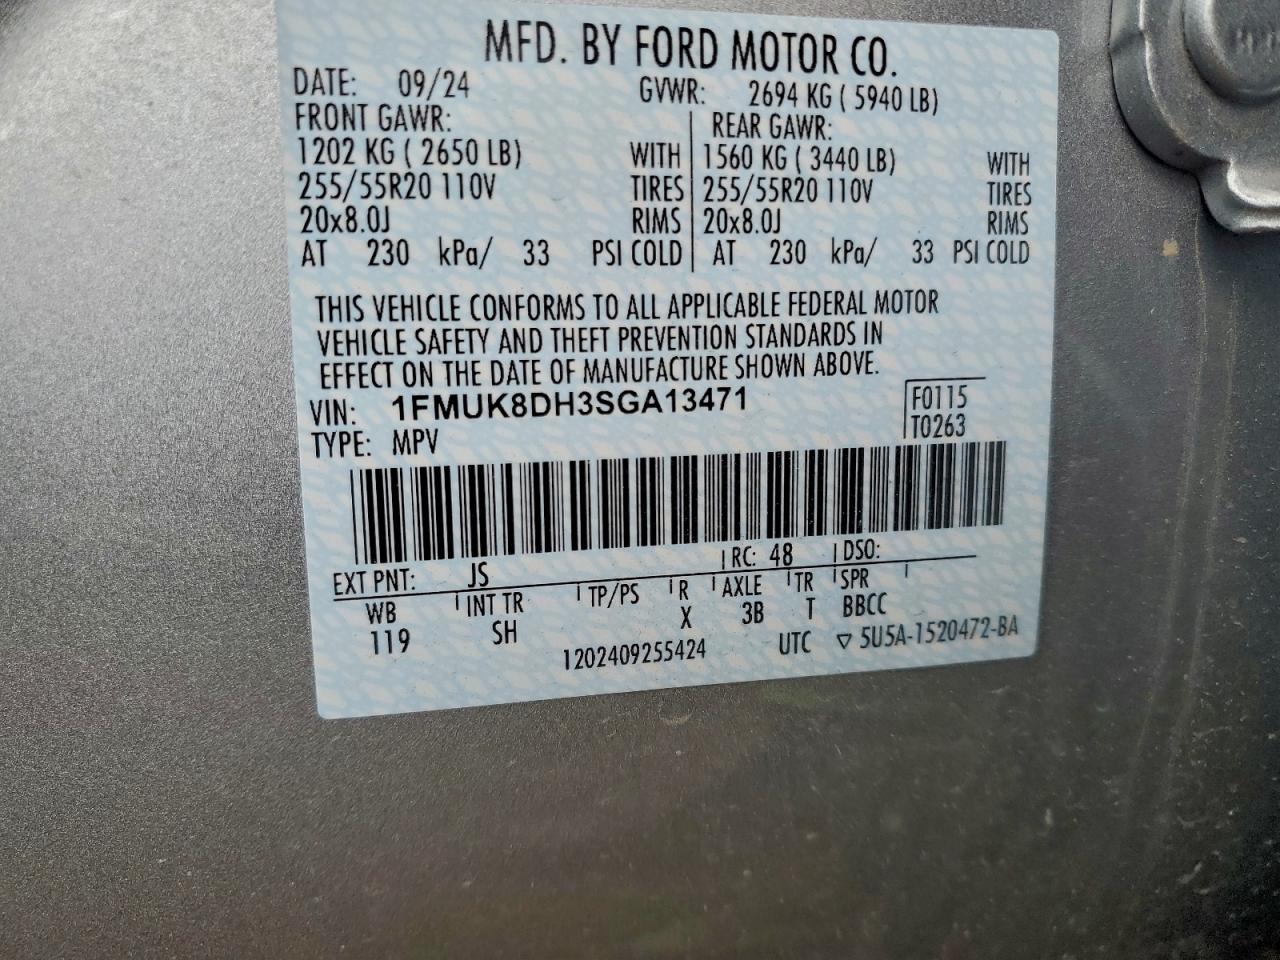 MFD. BY FORD MOTOR CO.
DATE: 09/24 GVWR: 2694 KG ( 5940 LB)
FRONT GAWR: REAR GAWR:
1202 KG ( 2650 LB) WITH 1560 KG ( 3440 LB) WITH
255/55R20 110V TIRES 255/55R20 110V TIRES
20x8.0J RIMS 20x8.0J RIMS
AT 230 kPa/ 33 PSI COLD AT 230 kPa/ 33 PSI COLD
THIS VEHICLE CONFORMS TO ALL APPLICABLE FEDERAL MOTOR
VEHICLE SAFETY AND THEFT PREVENTION STANDARDS IN
EFFECT ON THE DATE OF MANUFACTURE SHOWN ABOVE.
VIN: 1FMUK8DH3SGA13471 F0115
TYPE: MPV T0263
EXT PNT: JS RC: 48 DSO:
WB INT TR TP/PS R AXLE TR SPR
119 SH X 3B T BBCC
1202409255424 UTC ▽ 5U5A-1520472-BA